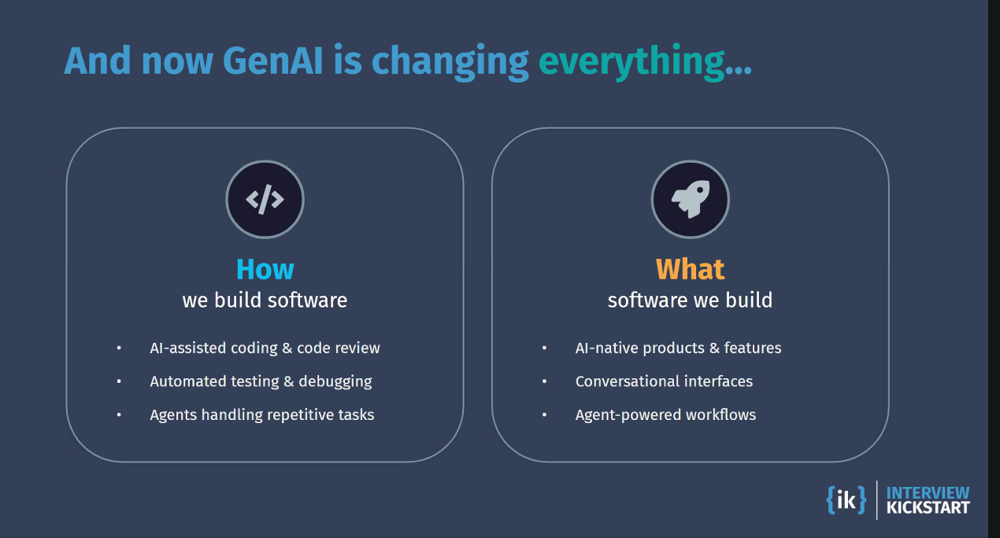 And now GenAI is changing everything...
</>
How
we build software
• AI-assisted coding & code review
• Automated testing & debugging
• Agents handling repetitive tasks
What
software we build
• AI-native products & features
• Conversational interfaces
• Agent-powered workflows
{ik} INTERVIEW
KICKSTART